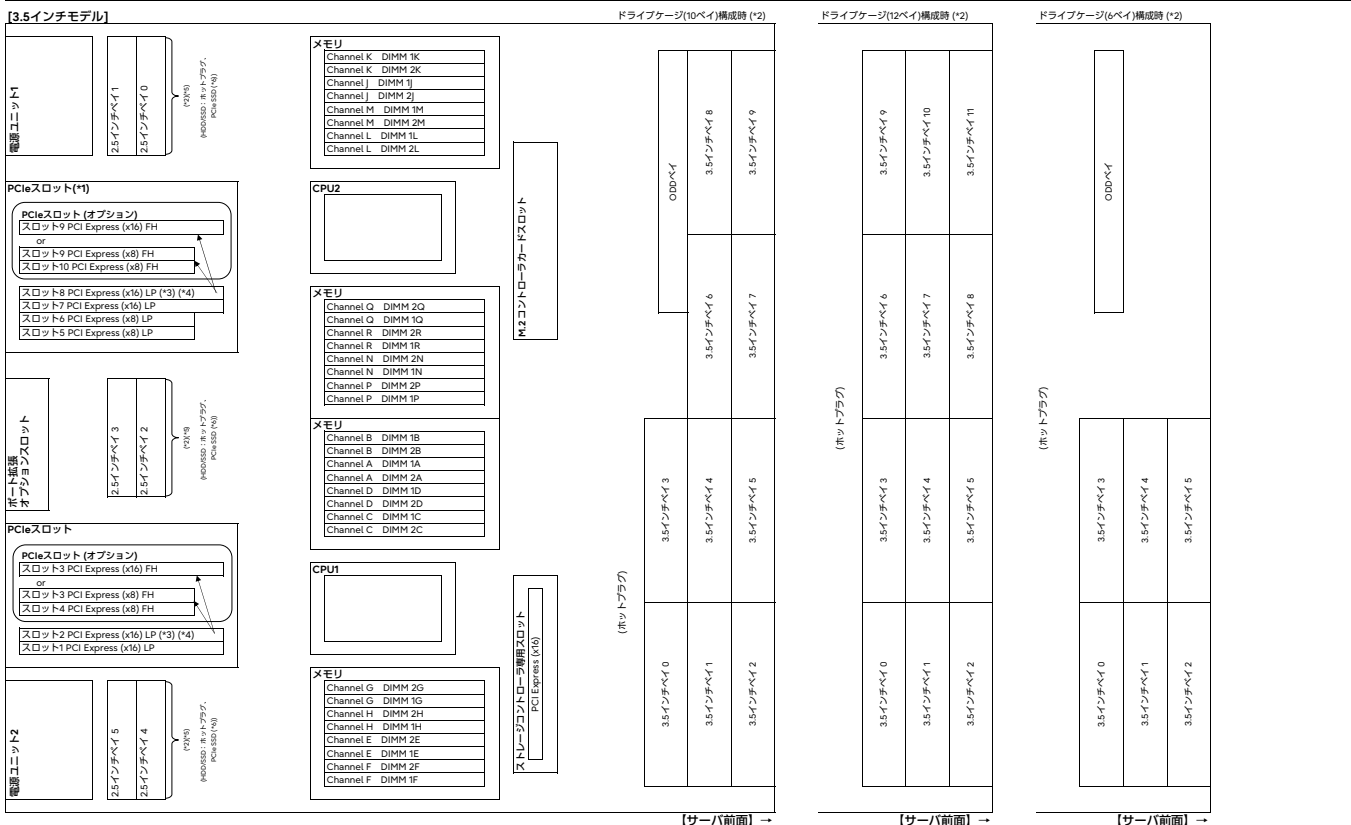 [3.5インチモデル]
電源ユニット1
2.5インチベイ 1
2.5インチベイ 0
(*2)(*5)
(HDD/SSD：ホットプラグ、
PCIe SSD (*6))
PCIeスロット(*1)
PCIeスロット (オプション)
スロット9 PCI Express (x16) FH
or
スロット9 PCI Express (x8) FH
スロット10 PCI Express (x8) FH
スロット8 PCI Express (x16) LP (*3) (*4)
スロット7 PCI Express (x16) LP
スロット6 PCI Express (x8) LP
スロット5 PCI Express (x8) LP
ポート拡張
オプションスロット
2.5インチベイ 3
2.5インチベイ 2
(*2)(*5)
(HDD/SSD：ホットプラグ、
PCIe SSD (*6))
PCIeスロット
PCIeスロット (オプション)
スロット3 PCI Express (x16) FH
or
スロット3 PCI Express (x8) FH
スロット4 PCI Express (x8) FH
スロット2 PCI Express (x16) LP (*3) (*4)
スロット1 PCI Express (x16) LP
電源ユニット2
2.5インチベイ 5
2.5インチベイ 4
(*2)(*5)
(HDD/SSD：ホットプラグ、
PCIe SSD (*6))
メモリ
Channel K DIMM 1K
Channel K DIMM 2K
Channel J DIMM 1J
Channel J DIMM 2J
Channel M DIMM 1M
Channel M DIMM 2M
Channel L DIMM 1L
Channel L DIMM 2L
CPU2
メモリ
Channel Q DIMM 2Q
Channel Q DIMM 1Q
Channel R DIMM 2R
Channel R DIMM 1R
Channel N DIMM 2N
Channel N DIMM 1N
Channel P DIMM 2P
Channel P DIMM 1P
メモリ
Channel B DIMM 1B
Channel B DIMM 2B
Channel A DIMM 1A
Channel A DIMM 2A
Channel D DIMM 1D
Channel D DIMM 2D
Channel C DIMM 1C
Channel C DIMM 2C
CPU1
メモリ
Channel G DIMM 2G
Channel G DIMM 1G
Channel H DIMM 2H
Channel H DIMM 1H
Channel E DIMM 2E
Channel E DIMM 1E
Channel F DIMM 2F
Channel F DIMM 1F
M.2 コントローラカードスロット
ストレージコントローラ専用スロット
PCI Express (x16)
ドライブケージ(10ベイ)構成時 (*2)
ODDベイ
3.5インチベイ 8
3.5インチベイ 9
3.5インチベイ 6
3.5インチベイ 7
3.5インチベイ 3
3.5インチベイ 4
3.5インチベイ 5
(ホットプラグ)
3.5インチベイ 0
3.5インチベイ 1
3.5インチベイ 2
【サーバ前面】→
ドライブケージ(12ベイ)構成時 (*2)
3.5インチベイ 9
3.5インチベイ 10
3.5インチベイ 11
3.5インチベイ 6
3.5インチベイ 7
3.5インチベイ 8
(ホットプラグ)
3.5インチベイ 3
3.5インチベイ 4
3.5インチベイ 5
3.5インチベイ 0
3.5インチベイ 1
3.5インチベイ 2
【サーバ前面】→
ドライブケージ(6ベイ)構成時 (*2)
ODDベイ
(ホットプラグ)
3.5インチベイ 3
3.5インチベイ 4
3.5インチベイ 5
3.5インチベイ 0
3.5インチベイ 1
3.5インチベイ 2
【サーバ前面】→